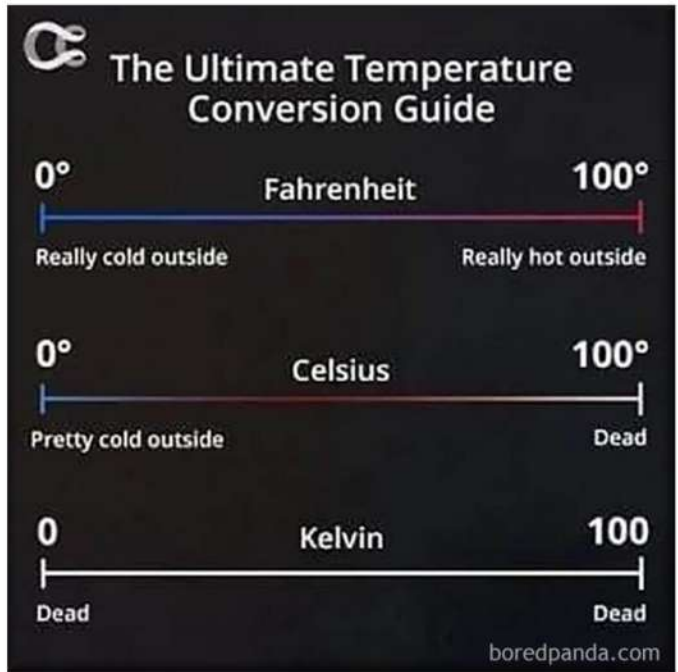 The Ultimate Temperature
Conversion Guide
0° Fahrenheit 100°
Really cold outside Really hot outside
0° Celsius 100°
Pretty cold outside Dead
0 Kelvin 100
Dead Dead
boredpanda.com